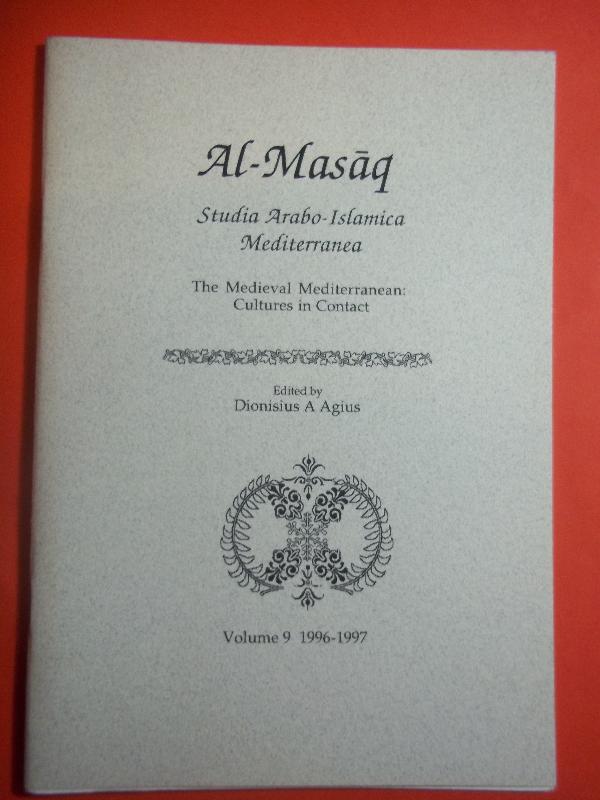 Al-Masāq
Studia Arabo-Islamica
Mediterranea
The Medieval Mediterranean:
Cultures in Contact
Edited by
Dionisius A Agius
Volume 9 1996-1997